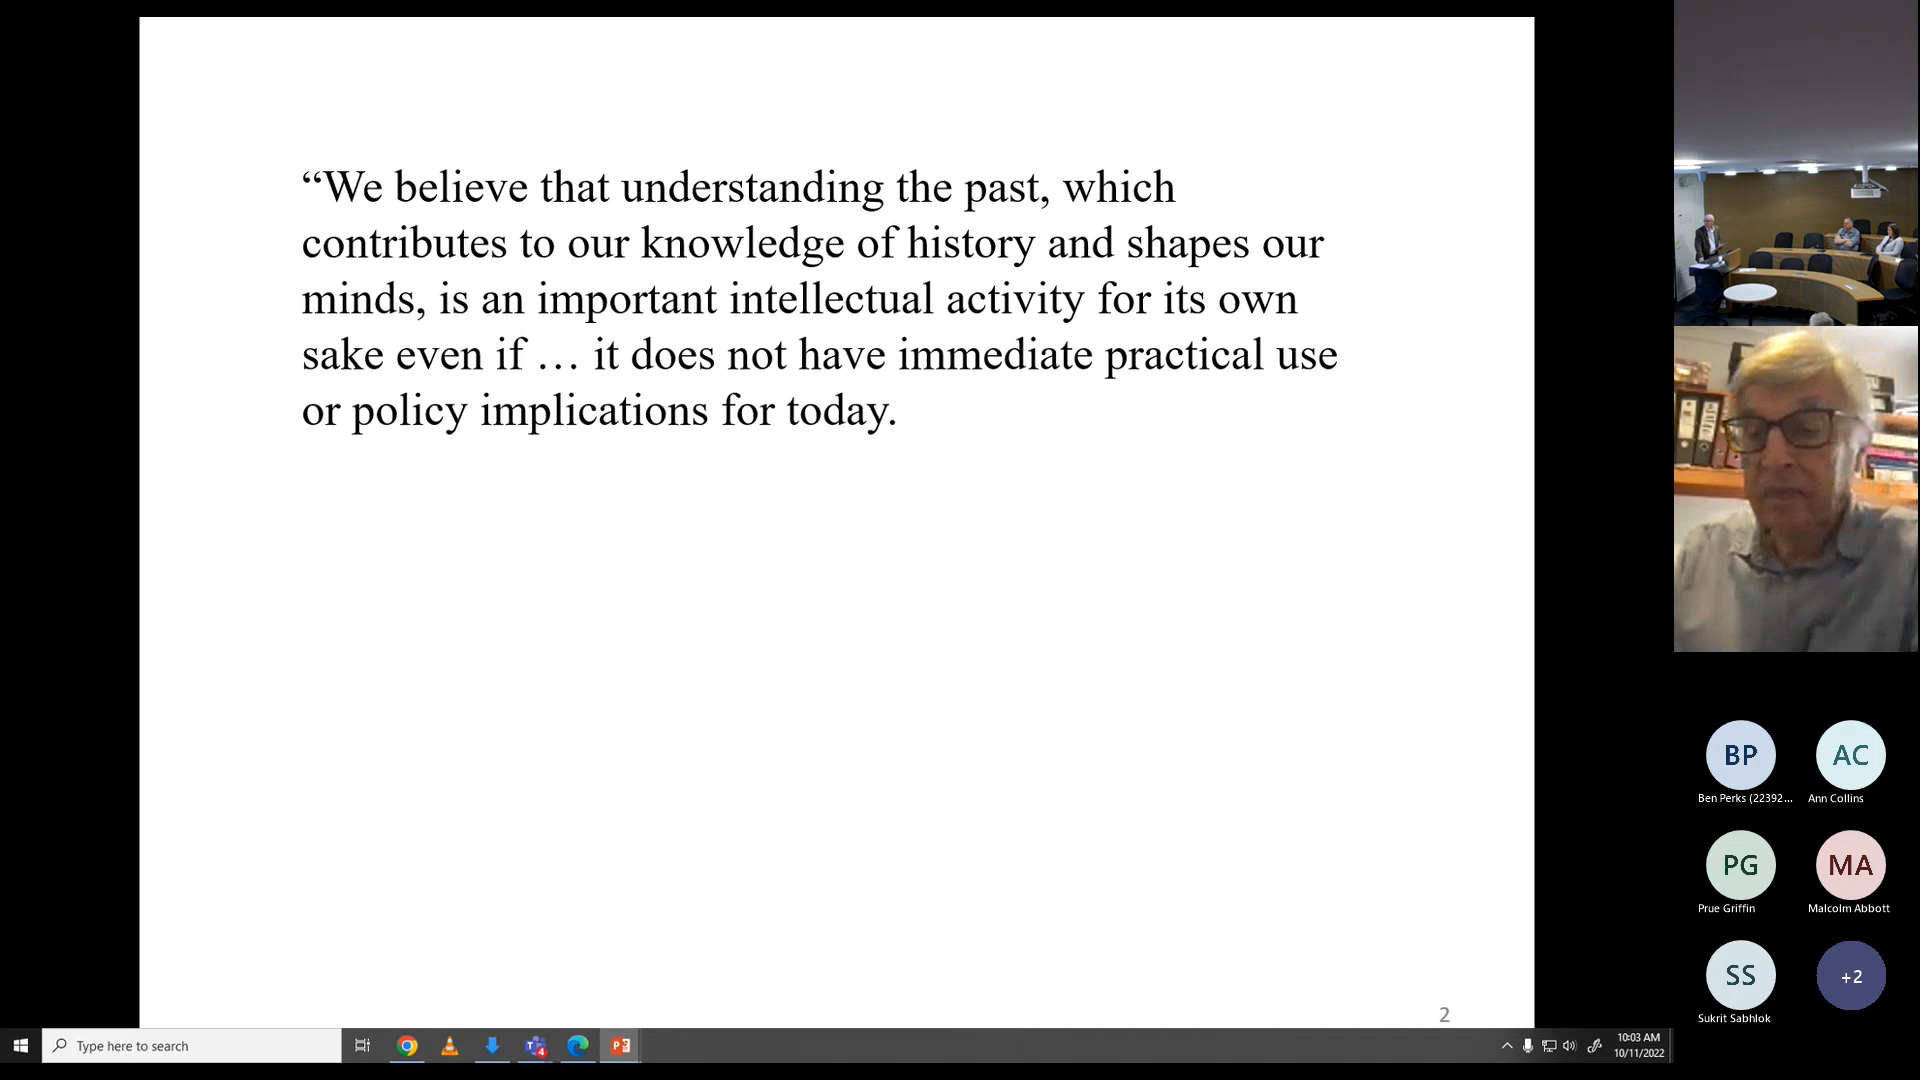 “We believe that understanding the past, which
contributes to our knowledge of history and shapes our
minds, is an important intellectual activity for its own
sake even if … it does not have immediate practical use
or policy implications for today.
2
BP
AC
Ben Perks (22392...
Ann Collins
PG
MA
Prue Griffin
Malcolm Abbott
SS
+2
Sukrit Sabhlok
Type here to search
4
P
10:03 AM
10/11/2022